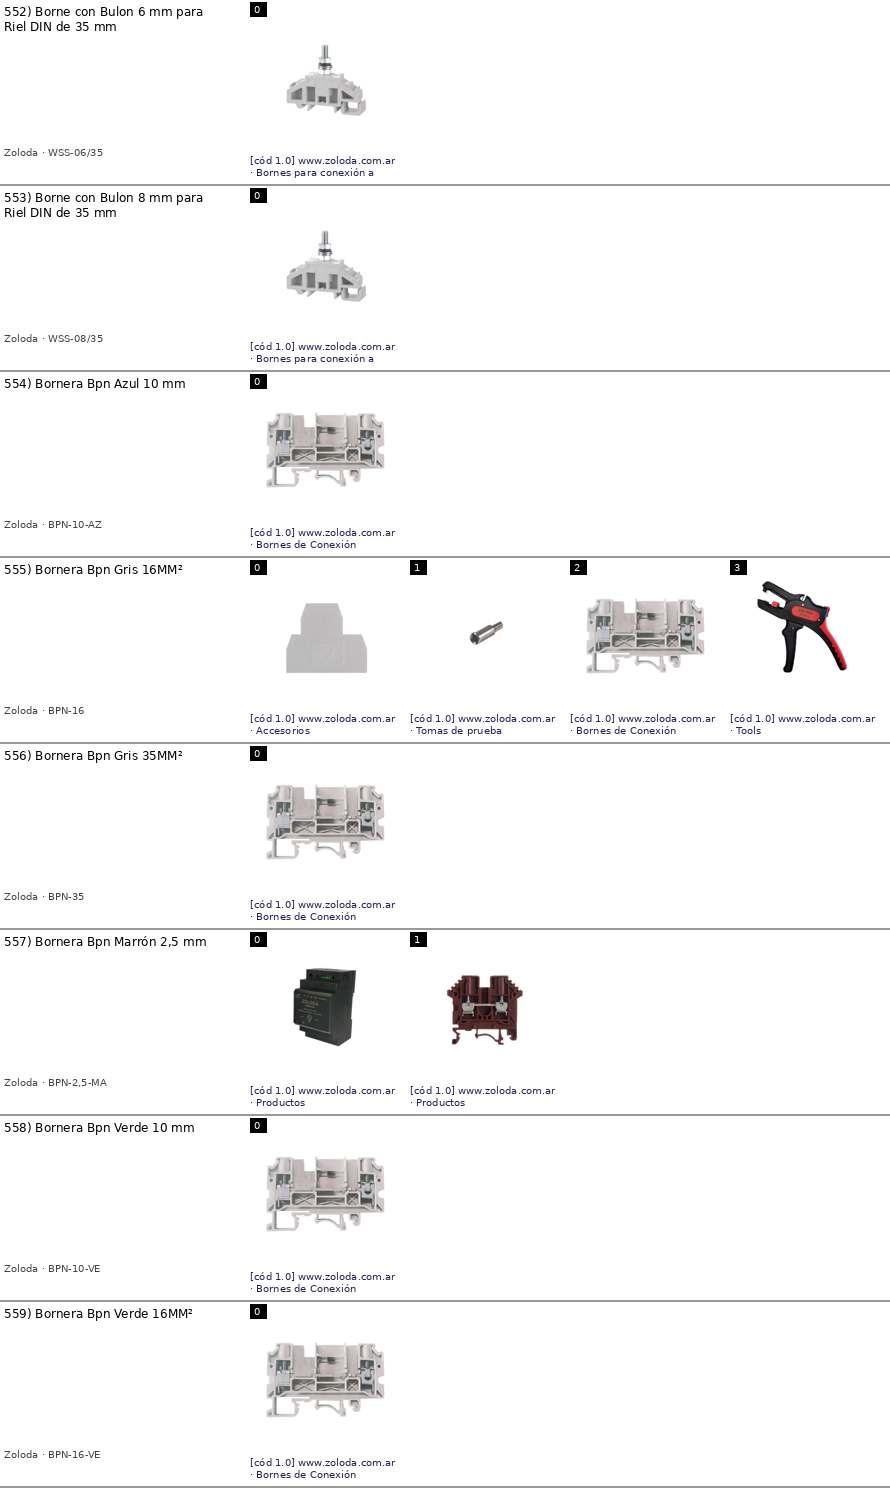 552) Borne con Bulon 6 mm para
Riel DIN de 35 mm
0
Zoloda · WSS-06/35
[cód 1.0] www.zoloda.com.ar
· Bornes para conexión a
553) Borne con Bulon 8 mm para
Riel DIN de 35 mm
0
Zoloda · WSS-08/35
[cód 1.0] www.zoloda.com.ar
· Bornes para conexión a
554) Bornera Bpn Azul 10 mm
0
Zoloda · BPN-10-AZ
[cód 1.0] www.zoloda.com.ar
· Bornes de Conexión
555) Bornera Bpn Gris 16MM²
0
1
2
3
Zoloda · BPN-16
[cód 1.0] www.zoloda.com.ar
· Accesorios
[cód 1.0] www.zoloda.com.ar
· Tomas de prueba
[cód 1.0] www.zoloda.com.ar
· Bornes de Conexión
[cód 1.0] www.zoloda.com.ar
· Tools
556) Bornera Bpn Gris 35MM²
0
Zoloda · BPN-35
[cód 1.0] www.zoloda.com.ar
· Bornes de Conexión
557) Bornera Bpn Marrón 2,5 mm
0
1
Zoloda · BPN-2,5-MA
[cód 1.0] www.zoloda.com.ar
· Productos
[cód 1.0] www.zoloda.com.ar
· Productos
558) Bornera Bpn Verde 10 mm
0
Zoloda · BPN-10-VE
[cód 1.0] www.zoloda.com.ar
· Bornes de Conexión
559) Bornera Bpn Verde 16MM²
0
Zoloda · BPN-16-VE
[cód 1.0] www.zoloda.com.ar
· Bornes de Conexión